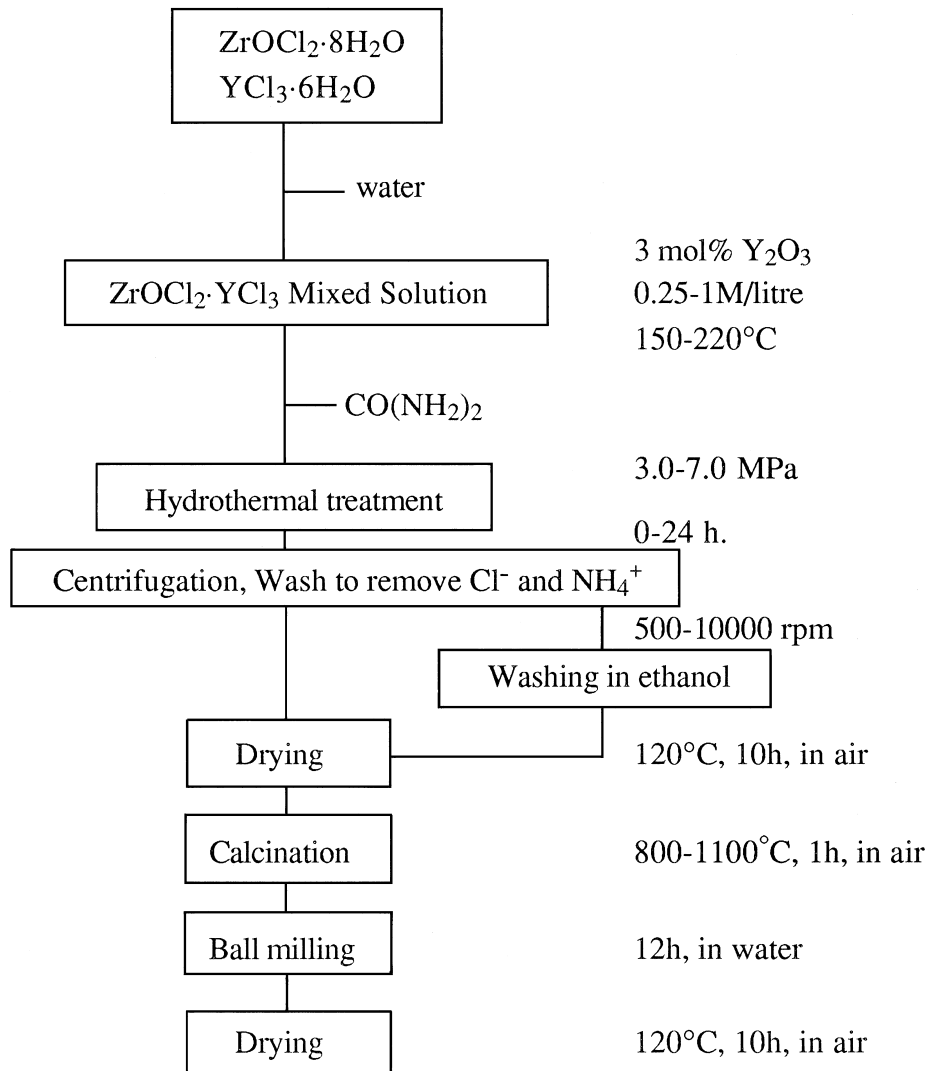 ZrOCl₂·8H₂O
YCl₃·6H₂O
water
3 mol% Y₂O₃
ZrOCl₂·YCl₃ Mixed Solution
0.25-1M/litre
150-220°C
CO(NH₂)₂
3.0-7.0 MPa
Hydrothermal treatment
0-24 h.
Centrifugation, Wash to remove Cl⁻ and NH₄⁺
500-10000 rpm
Washing in ethanol
Drying
120°C, 10h, in air
Calcination
800-1100°C, 1h, in air
Ball milling
12h, in water
Drying
120°C, 10h, in air